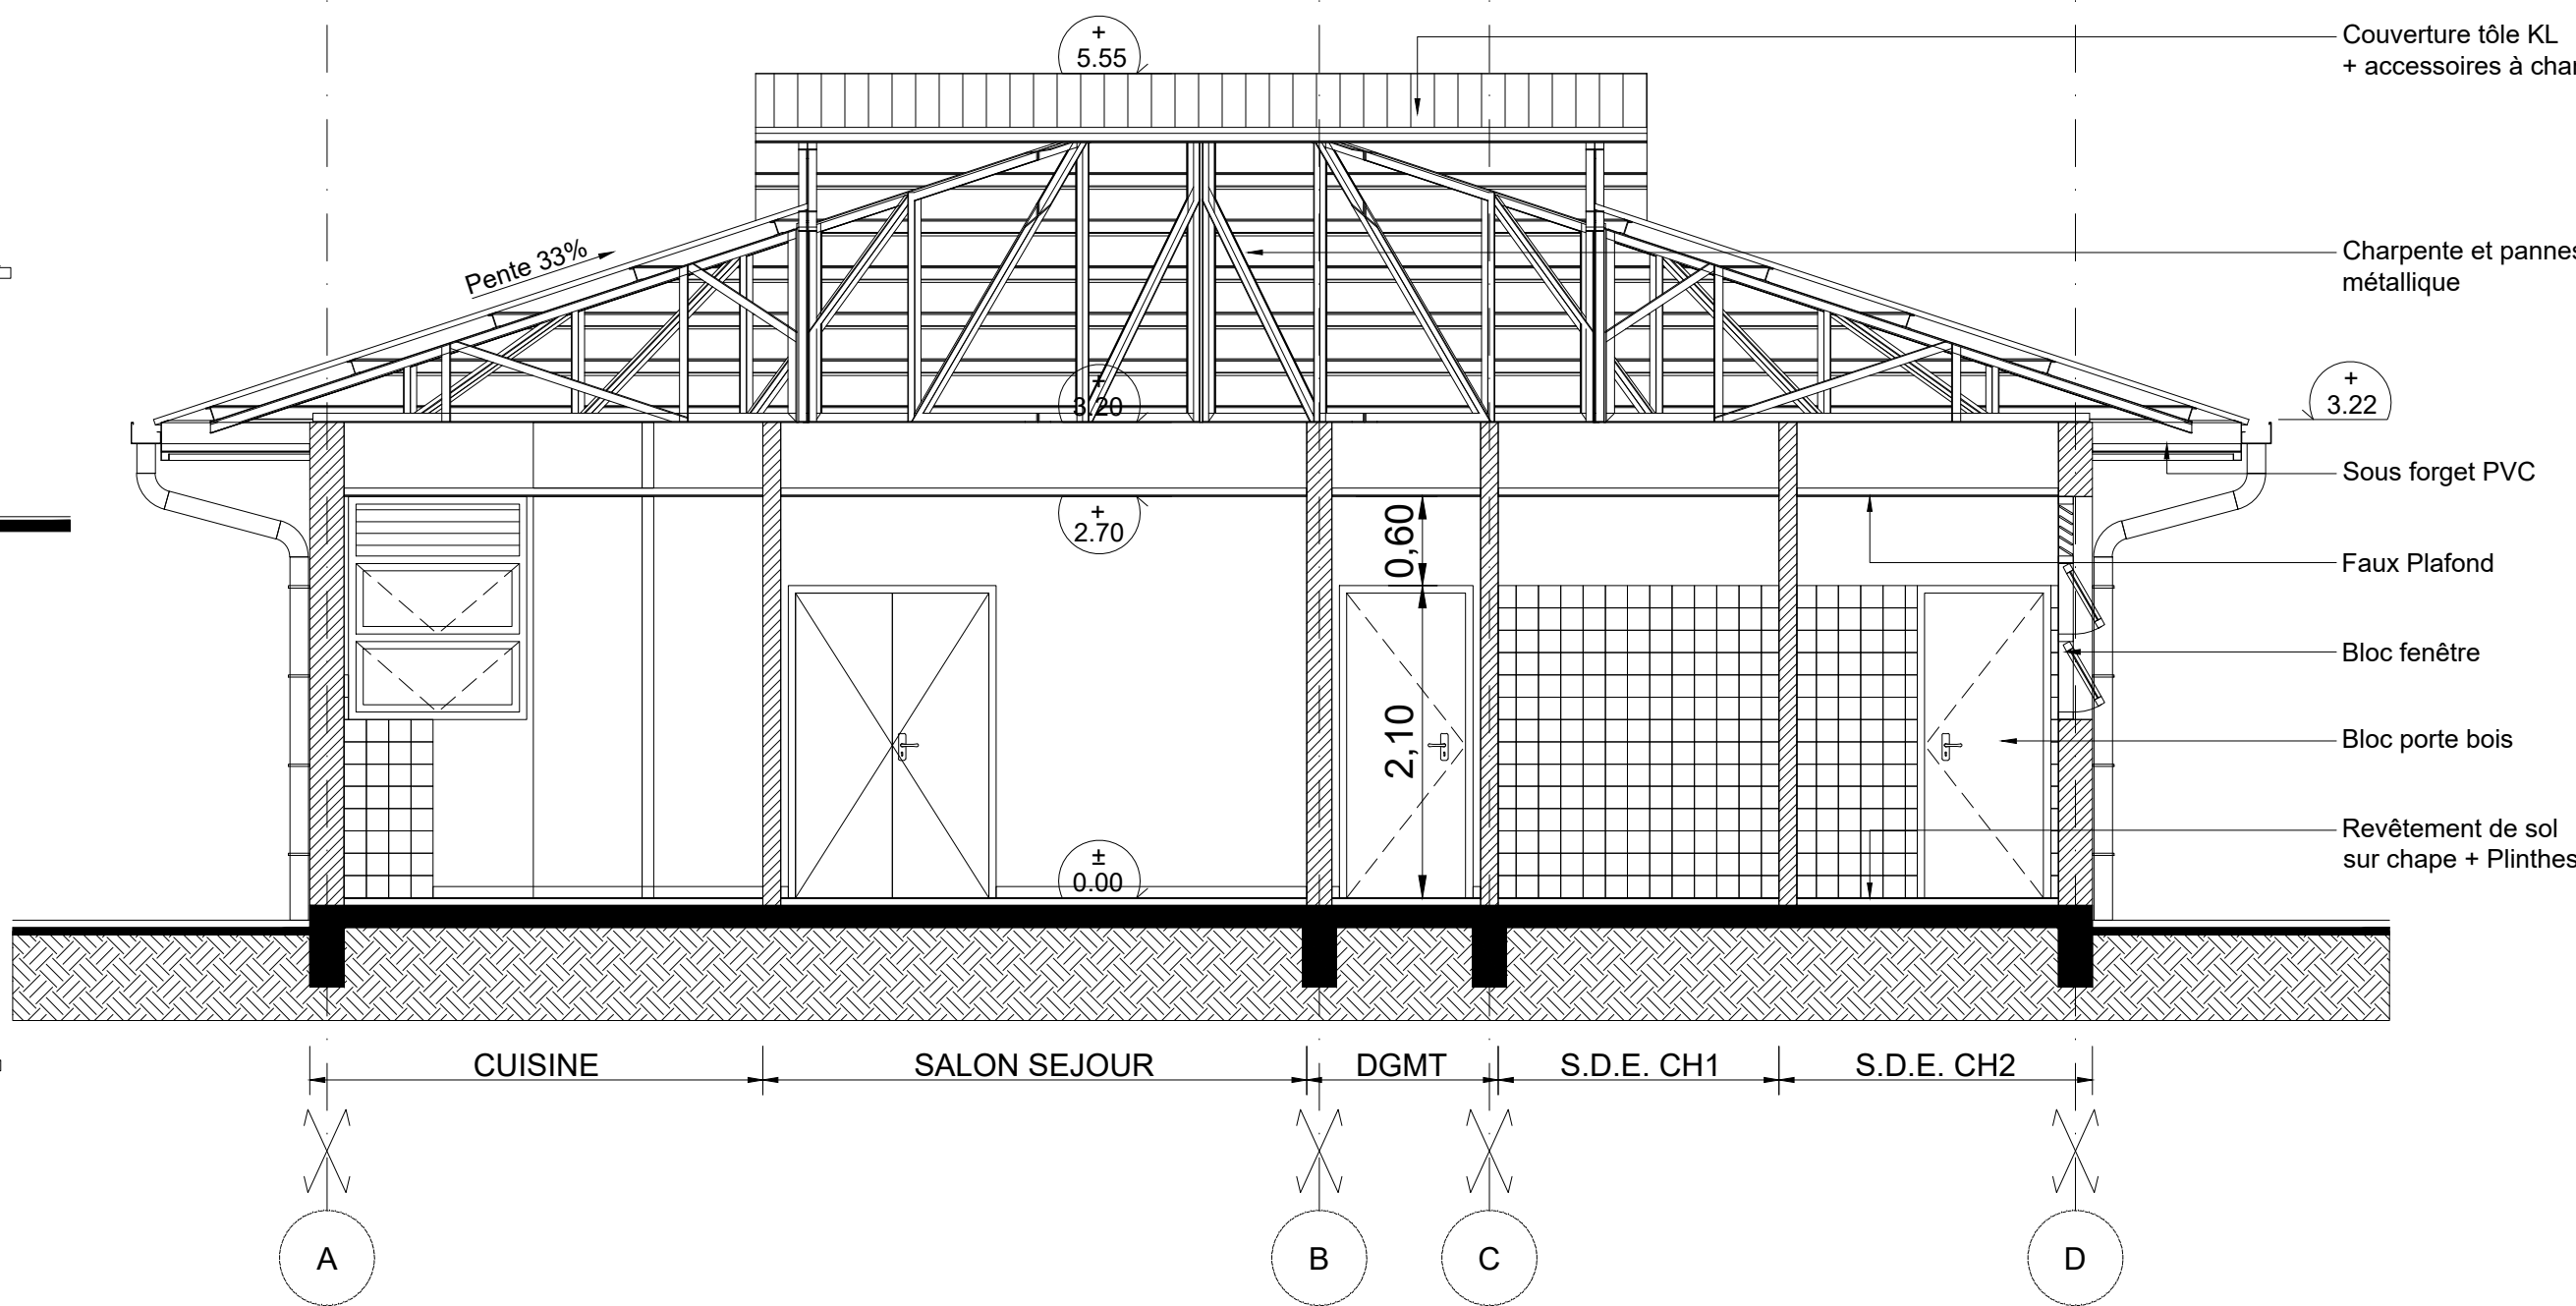 +
5.55
Couverture tôle KL
+ accessoires à char
Pente 33%
Charpente et pannes
métallique
+
3.20
+
3.22
Sous forget PVC
+
2.70
0,60
Faux Plafond
Bloc fenêtre
2,10
Bloc porte bois
±
0.00
Revêtement de sol
sur chape + Plinthes
CUISINE
SALON SEJOUR
DGMT
S.D.E. CH1
S.D.E. CH2
A
B
C
D